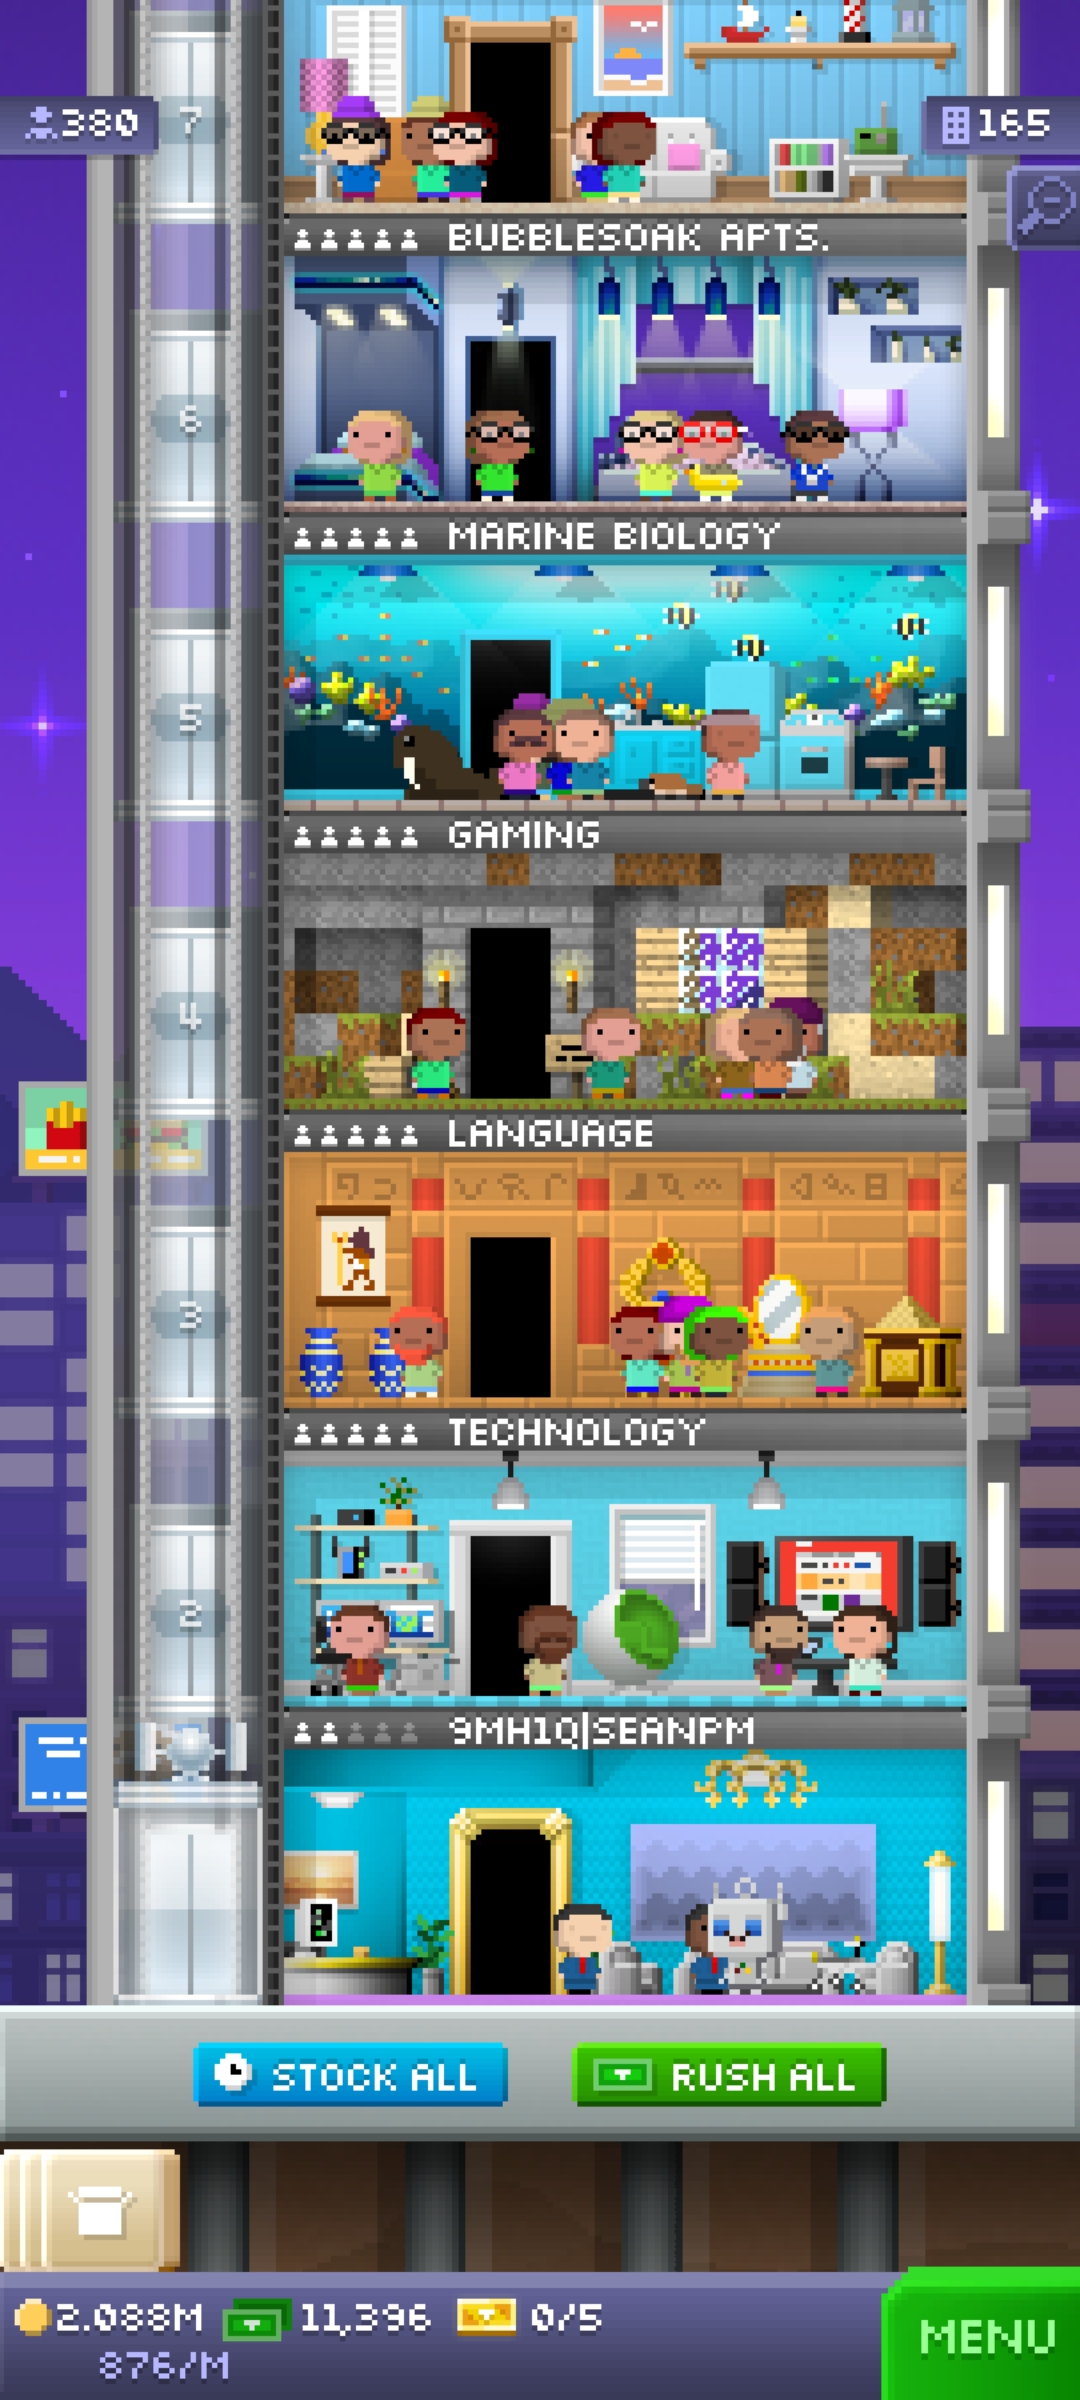 7
380
165
BUBBLESOAK APTS.
6
MARINE BIOLOGY
5
GAMING
4
LANGUAGE
3
TECHNOLOGY
2
9MH1Q|SEANPM
STOCK ALL
RUSH ALL
2.088M
11,396
0/5
876/M
MENU